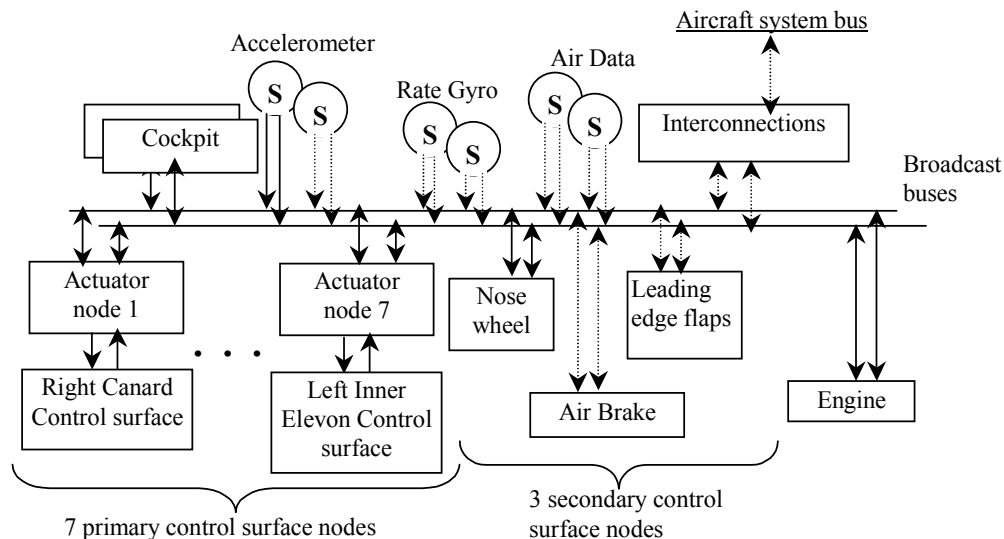 Aircraft system bus
Accelerometer
Air Data
Rate Gyro
S
S
S
S
S
S
Interconnections
Cockpit
Broadcast
buses
Actuator
node 1
Actuator
node 7
Nose
wheel
Leading
edge flaps
. . .
Right Canard
Control surface
Left Inner
Elevon Control
surface
Air Brake
Engine
7 primary control surface nodes
3 secondary control
surface nodes